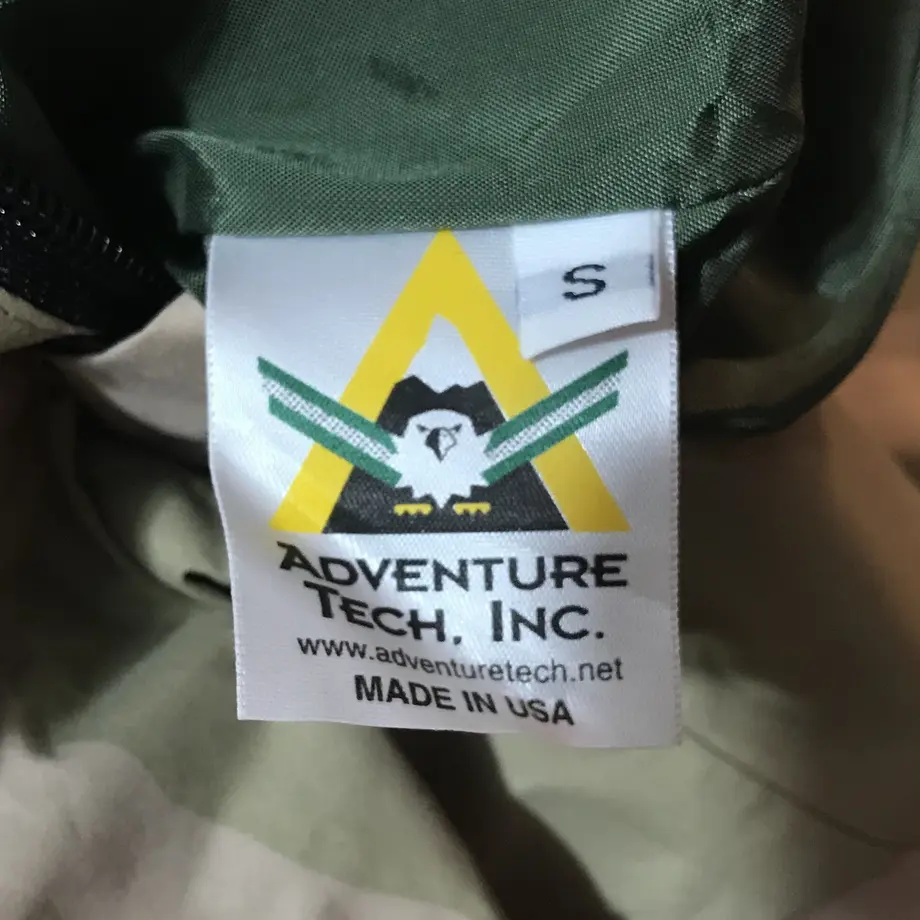 S
ADVENTURE
TECH, INC.
www.adventuretech.net
MADE IN USA